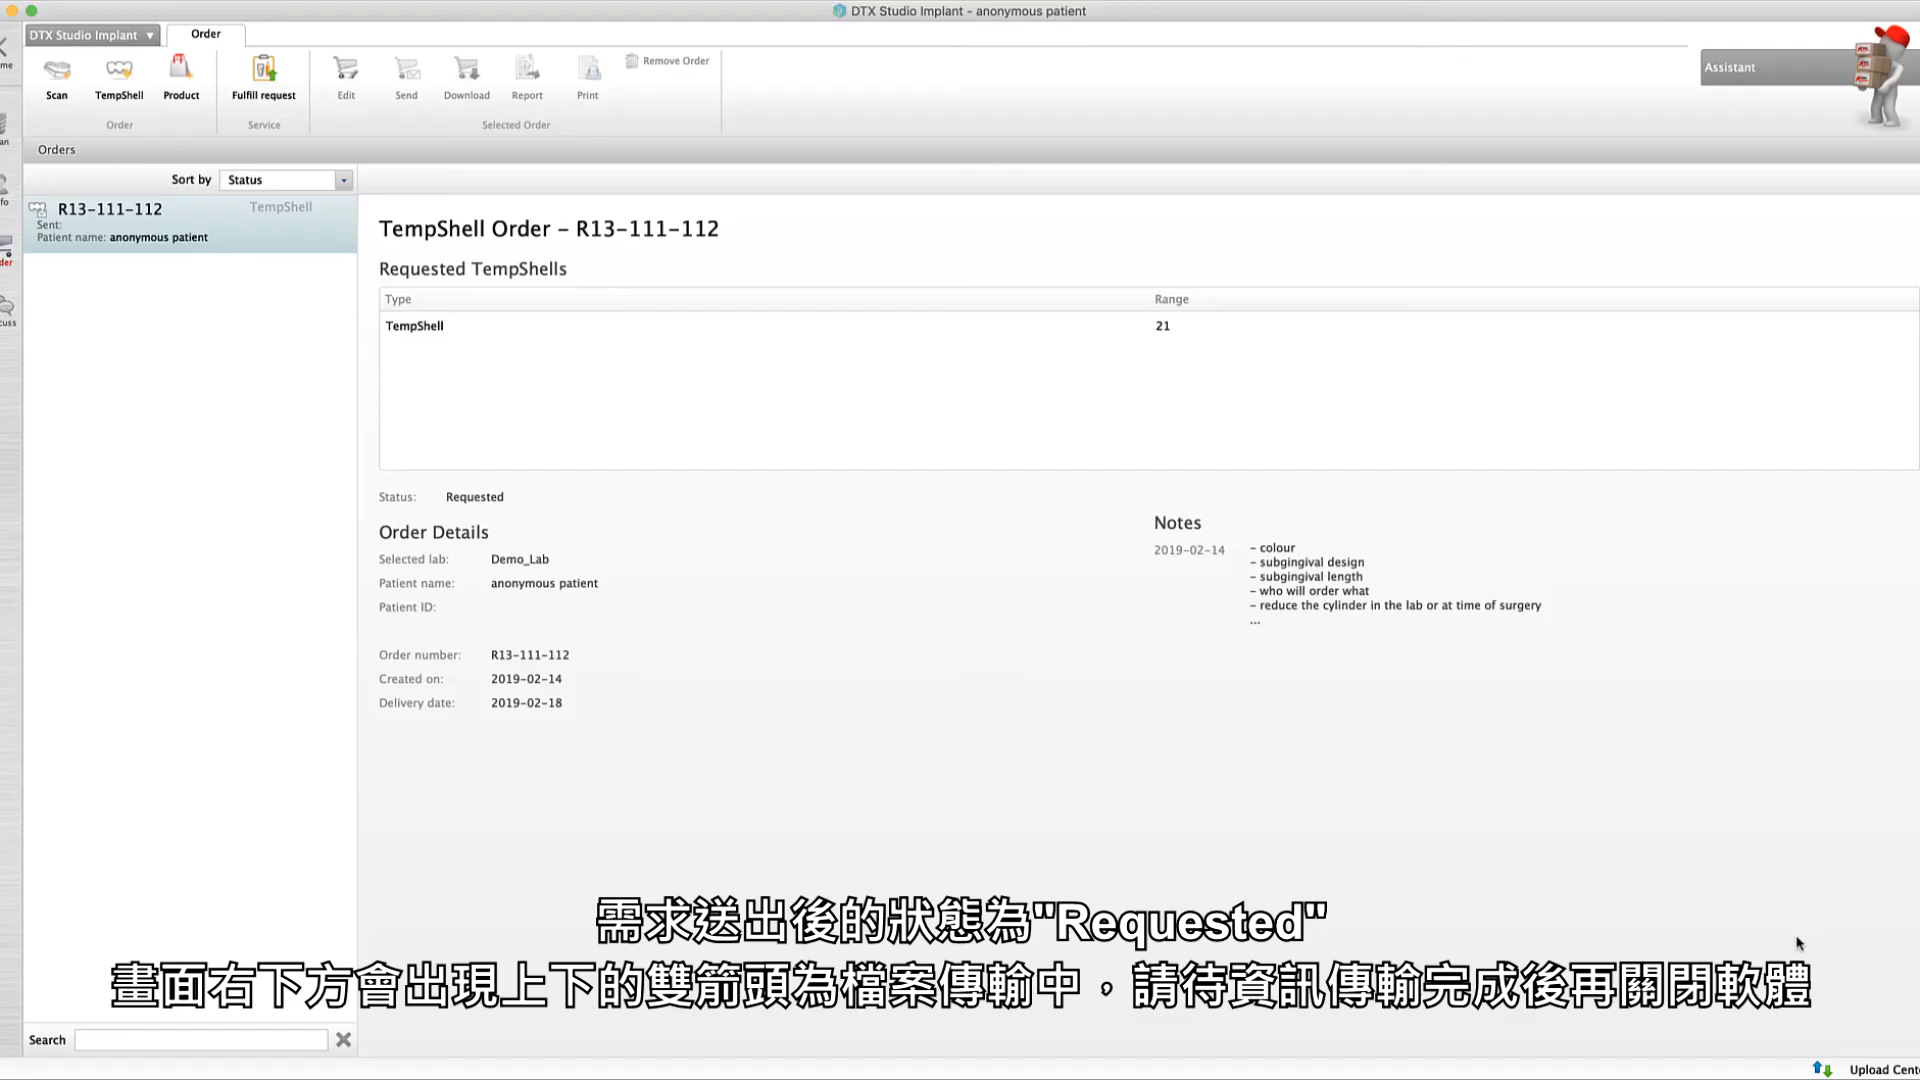 DTX Studio Implant - anonymous patient
DTX Studio Implant
Order
Scan
TempShell
Product
Order
Fulfill request
Service
Edit
Send
Download
Report
Print
Remove Order
Selected Order
Assistant
Orders
Sort by
Status
R13-111-112
TempShell
Sent:
Patient name: anonymous patient
TempShell Order – R13-111-112
Requested TempShells
Type
Range
TempShell
21
Status:
Requested
Order Details
Selected lab:
Demo_Lab
Patient name:
anonymous patient
Patient ID:
Order number:
R13-111-112
Created on:
2019-02-14
Delivery date:
2019-02-18
Notes
2019-02-14
- colour
- subgingival design
- subgingival length
- who will order what
- reduce the cylinder in the lab or at time of surgery
...
需求送出後的狀態為"Requested"
畫面右下方會出現上下的雙箭頭為檔案傳輸中，請待資訊傳輸完成後再關閉軟體
Search
Upload Cent